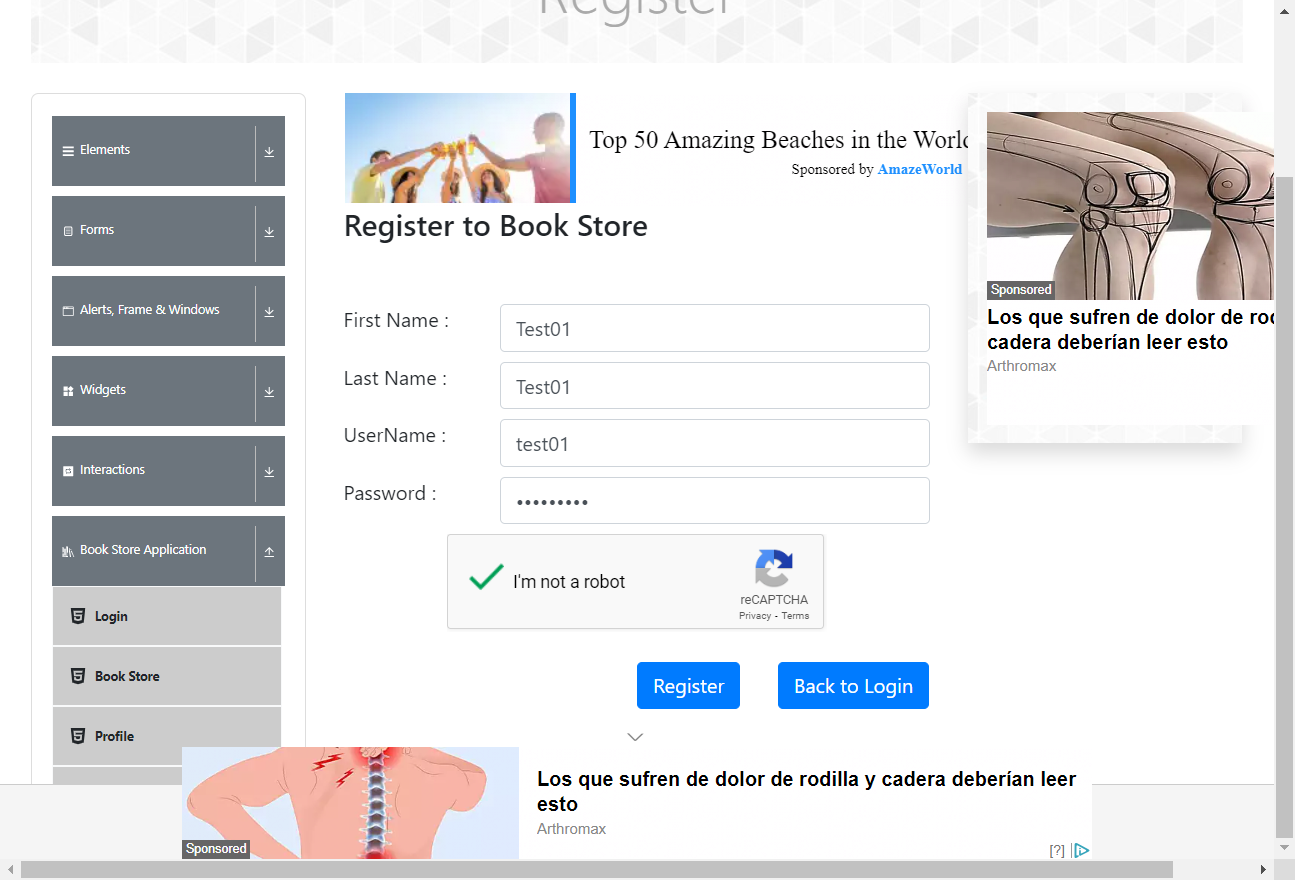 Register
Elements
Forms
Alerts, Frame & Windows
Widgets
Interactions
Book Store Application
Login
Book Store
Profile
Top 50 Amazing Beaches in the World
Sponsored by AmazeWorld
Register to Book Store
First Name :
Test01
Last Name :
Test01
UserName :
test01
Password :
•••••••••
I'm not a robot
reCAPTCHA
Privacy - Terms
Register
Back to Login
Sponsored
Los que sufren de dolor de ro
cadera deberían leer esto
Arthromax
Sponsored
Los que sufren de dolor de rodilla y cadera deberían leer
esto
Arthromax
[?]